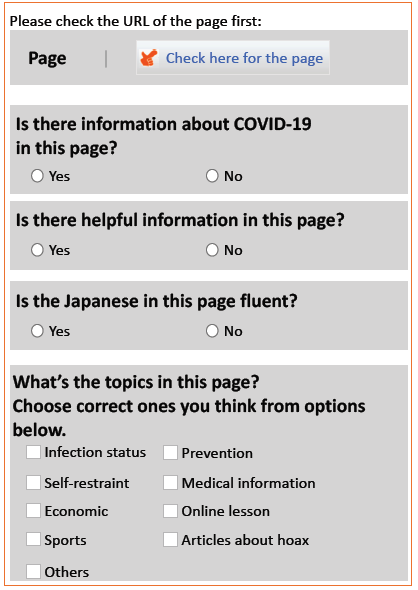 Please check the URL of the page first:
Page | Check here for the page
Is there information about COVID-19
in this page?
Yes No
Is there helpful information in this page?
Yes No
Is the Japanese in this page fluent?
Yes No
What's the topics in this page?
Choose correct ones you think from options
below.
Infection status Prevention
Self-restraint Medical information
Economic Online lesson
Sports Articles about hoax
Others